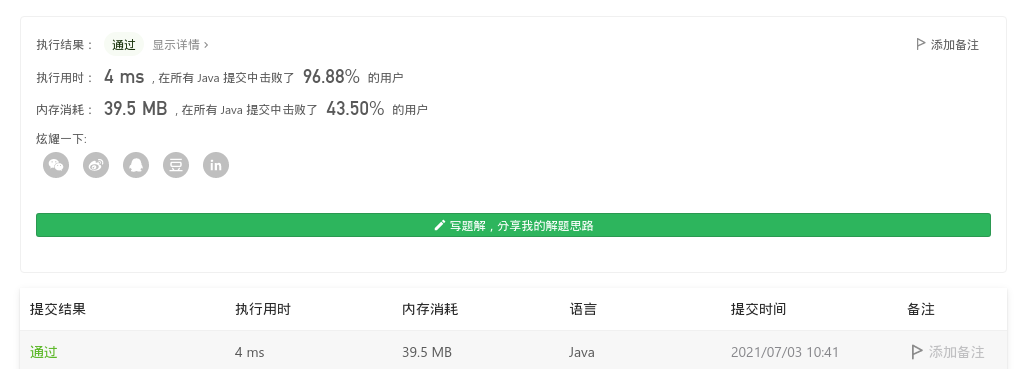 执行结果： 通过 显示详情 › 添加备注
执行用时： 4 ms , 在所有 Java 提交中击败了 96.88% 的用户
内存消耗： 39.5 MB , 在所有 Java 提交中击败了 43.50% 的用户
炫耀一下:
豆 in
写题解，分享我的解题思路
提交结果 执行用时 内存消耗 语言 提交时间 备注
通过 4 ms 39.5 MB Java 2021/07/03 10:41 添加备注